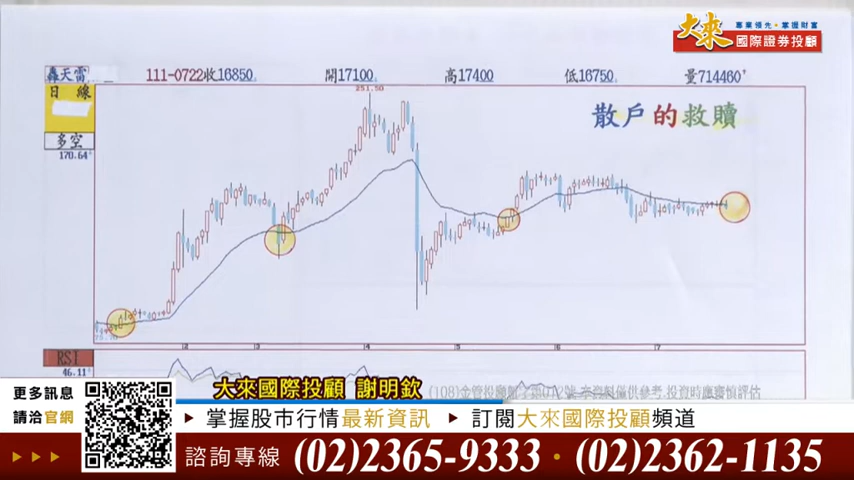 大來 專業領先•掌握財富
國際證券投顧
轟天雷 111-0722收16850 開17100 高17400 低16750 量714460
日 線
251.50
散戶的救贖
多空
170.64
2 3 4 5 6 7
RSI
46.11
大來國際投顧 謝明欽
更多訊息
請洽官網
掌握股市行情最新資訊 訂閱大來國際投顧頻道
諮詢專線 (02)2365-9333 · (02)2362-1135